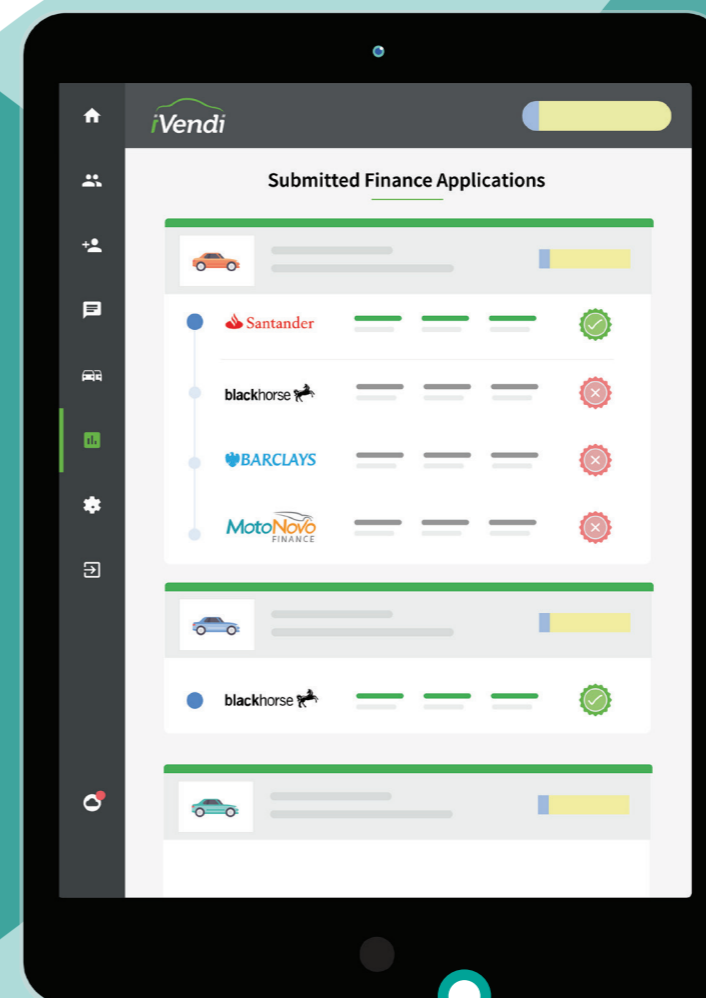 iVendi
Submitted Finance Applications
Santander
blackhorse
BARCLAYS
MotoNovo
FINANCE
blackhorse